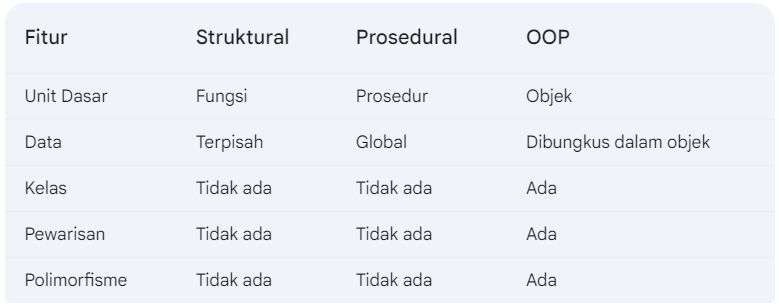 Fitur Struktural Prosedural OOP
Unit Dasar Fungsi Prosedur Objek
Data Terpisah Global Dibungkus dalam objek
Kelas Tidak ada Tidak ada Ada
Pewarisan Tidak ada Tidak ada Ada
Polimorfisme Tidak ada Tidak ada Ada